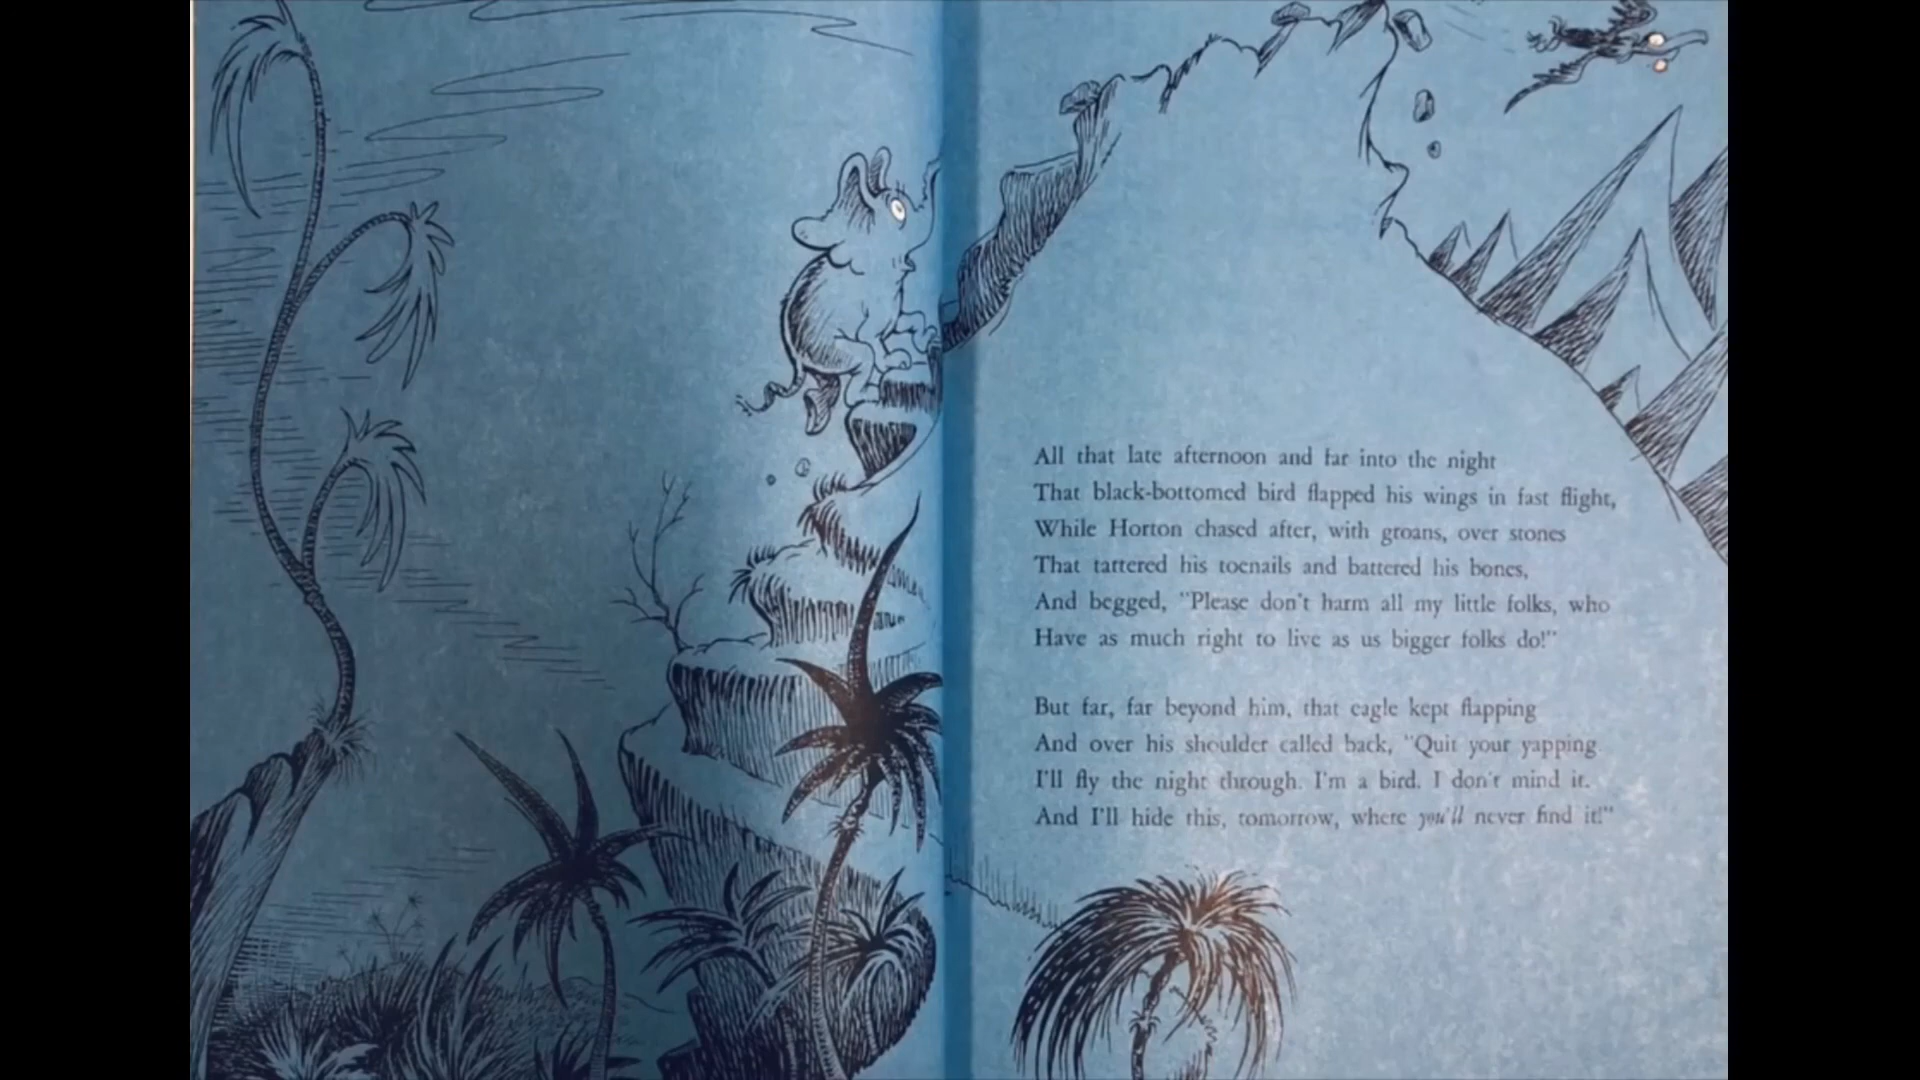 All that late afternoon and far into the night
That black-bottomed bird flapped his wings in fast flight,
While Horton chased after, with groans, over stones
That tattered his toenails and battered his bones,
And begged, "Please don't harm all my little folks, who
Have as much right to live as us bigger folks do!"
But far, far beyond him, that eagle kept flapping
And over his shoulder called back, "Quit your yapping.
I'll fly the night through. I'm a bird. I don't mind it.
And I'll hide this, tomorrow, where you'll never find it!"